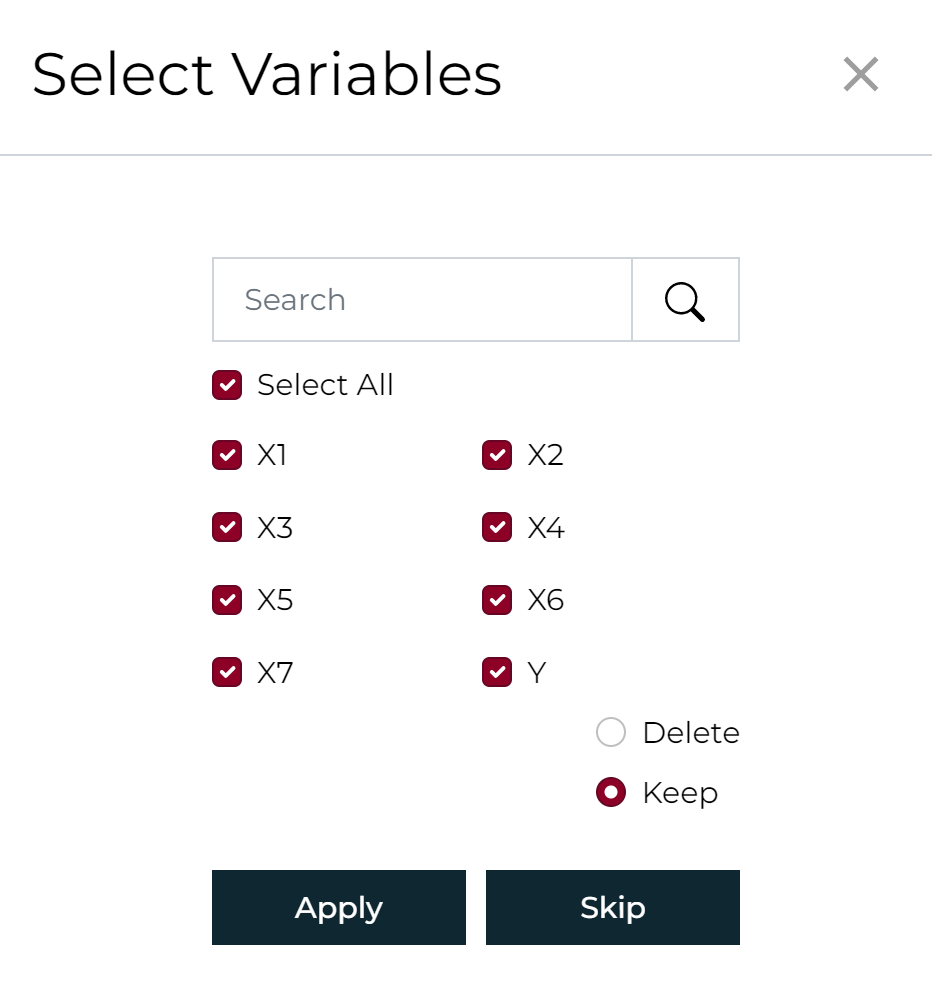 Select Variables
Search
Select All
X1 X2
X3 X4
X5 X6
X7 Y
Delete
Keep
Apply Skip